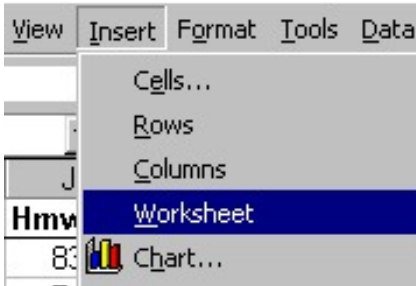 View Insert Format Tools Data
Cells...
Rows
J Columns
Hmw Worksheet
83 Chart...